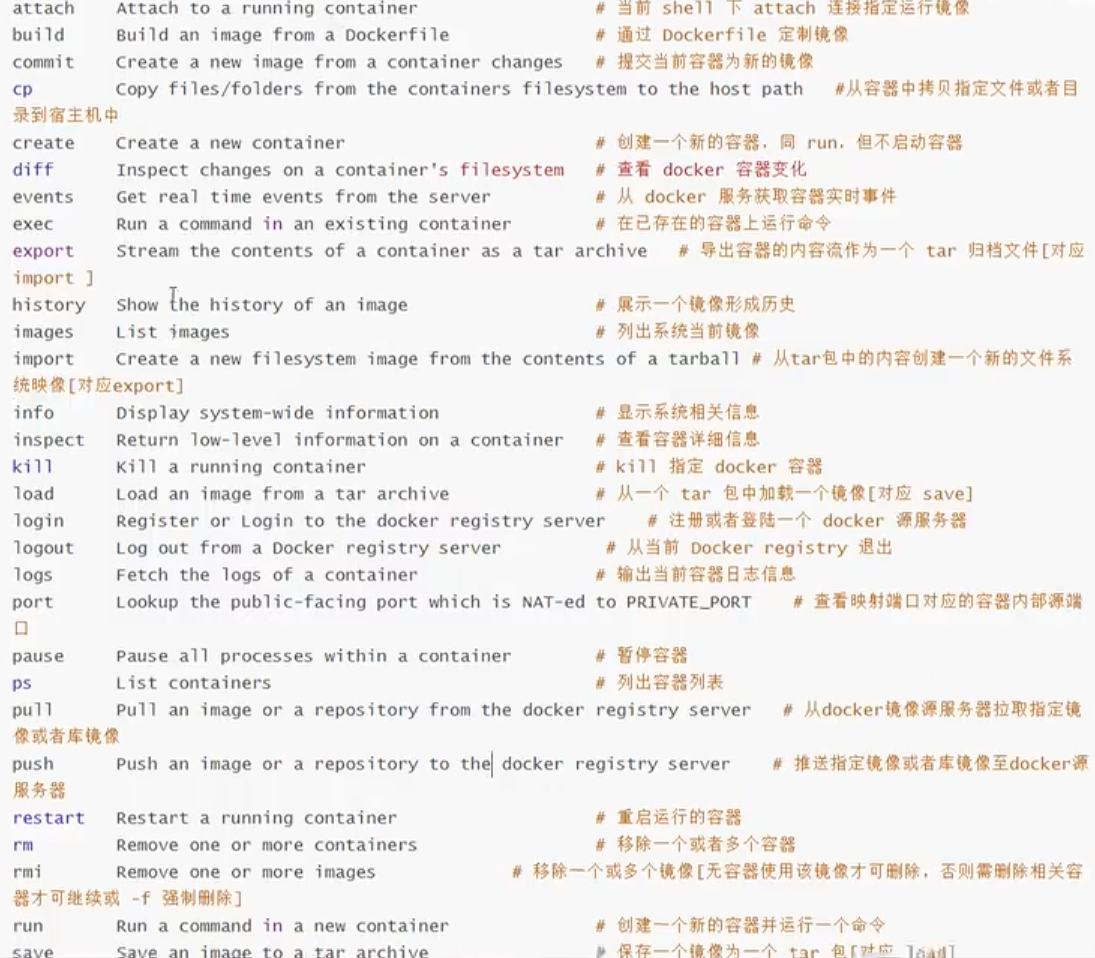 attach    Attach to a running container    # 当前 shell 下 attach 连接指定运行镜像
build    Build an image from a Dockerfile    # 通过 Dockerfile 定制镜像
commit    Create a new image from a container changes    # 提交当前容器为新的镜像
cp    Copy files/folders from the containers filesystem to the host path    #从容器中拷贝指定文件或者目
录到宿主机中
create    Create a new container    # 创建一个新的容器，同 run，但不启动容器
diff    Inspect changes on a container's filesystem    # 查看 docker 容器变化
events    Get real time events from the server    # 从 docker 服务获取容器实时事件
exec    Run a command in an existing container    # 在已存在的容器上运行命令
export    Stream the contents of a container as a tar archive    # 导出容器的内容流作为一个 tar 归档文件[对应
import ]
history    Show the history of an image    # 展示一个镜像形成历史
images    List images    # 列出系统当前镜像
import    Create a new filesystem image from the contents of a tarball # 从tar包中的内容创建一个新的文件系
统映像[对应export]
info    Display system-wide information    # 显示系统相关信息
inspect    Return low-level information on a container    # 查看容器详细信息
kill    Kill a running container    # kill 指定 docker 容器
load    Load an image from a tar archive    # 从一个 tar 包中加载一个镜像[对应 save]
login    Register or Login to the docker registry server    # 注册或者登陆一个 docker 源服务器
logout    Log out from a Docker registry server    # 从当前 Docker registry 退出
logs    Fetch the logs of a container    # 输出当前容器日志信息
port    Lookup the public-facing port which is NAT-ed to PRIVATE_PORT    # 查看映射端口对应的容器内部源端
口
pause    Pause all processes within a container    # 暂停容器
ps    List containers    # 列出容器列表
pull    Pull an image or a repository from the docker registry server    # 从docker镜像源服务器拉取指定镜
像或者库镜像
push    Push an image or a repository to the docker registry server    # 推送指定镜像或者库镜像至docker源
服务器
restart    Restart a running container    # 重启运行的容器
rm    Remove one or more containers    # 移除一个或者多个容器
rmi    Remove one or more images    # 移除一个或多个镜像[无容器使用该镜像才可删除，否则需删除相关容
器才可继续或 -f 强制删除]
run    Run a command in a new container    # 创建一个新的容器并运行一个命令
save    Save an image to a tar archive    # 保存一个镜像为一个 tar 包[对应 load]